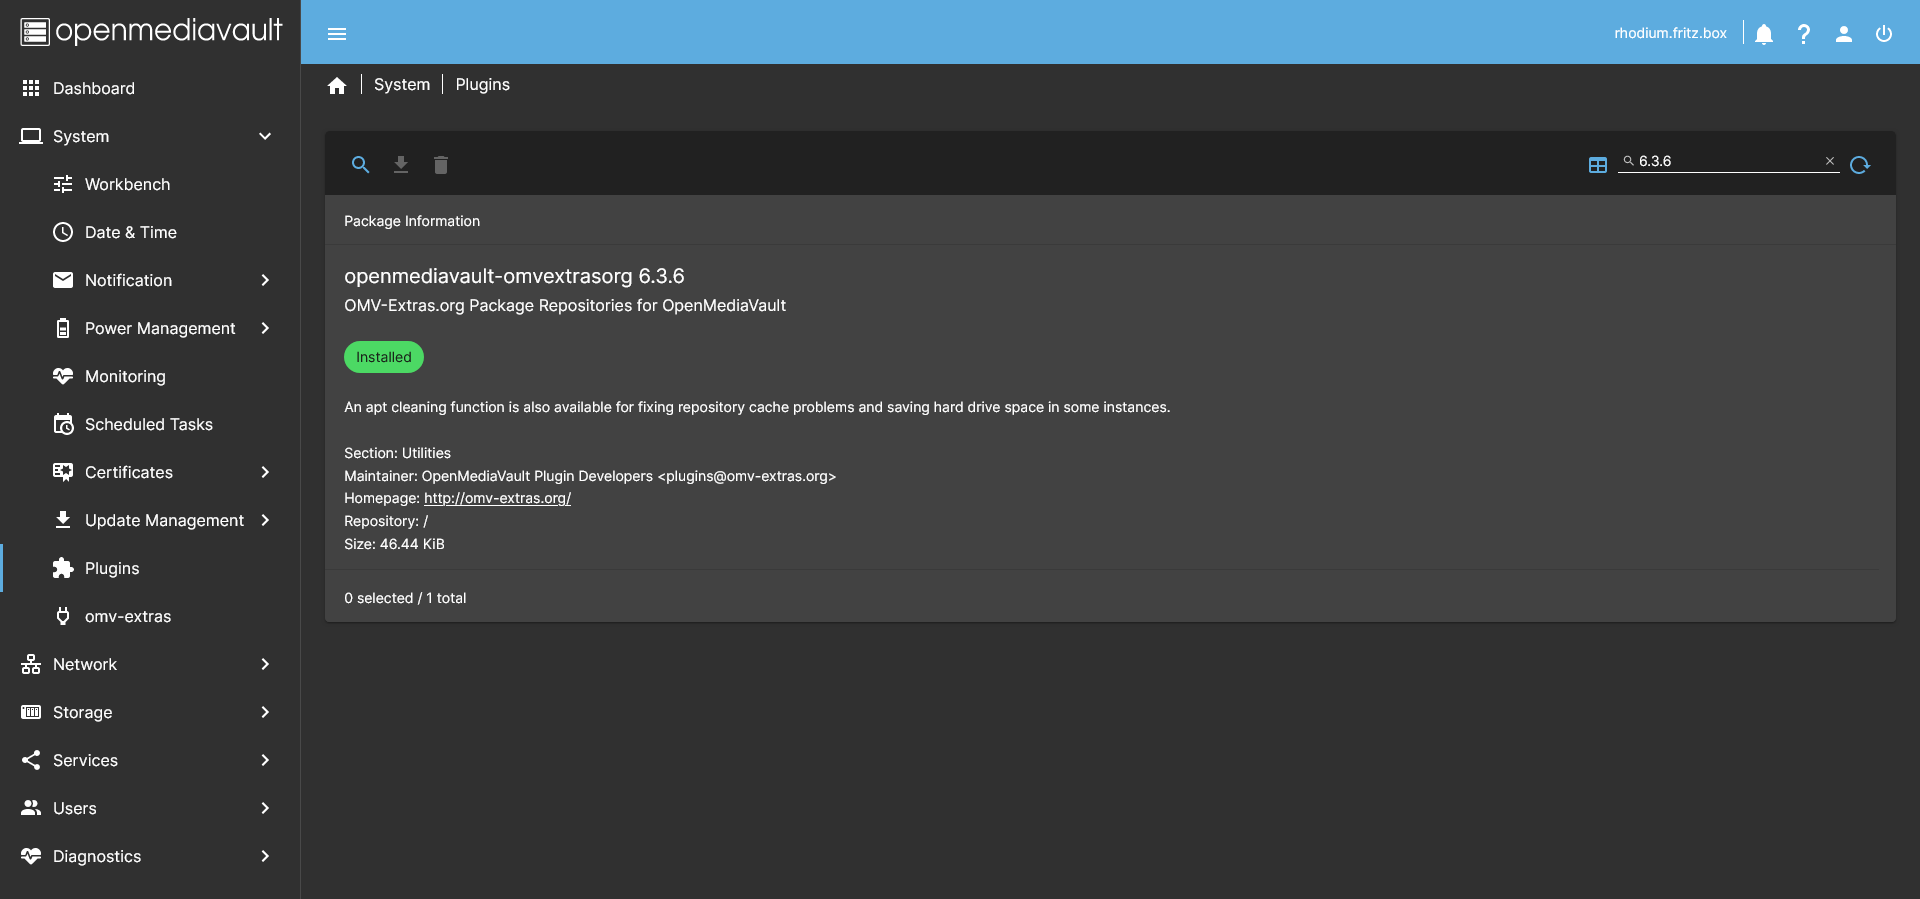 openmediavault
rhodium.fritz.box
Dashboard
System
Workbench
Date & Time
Notification
Power Management
Monitoring
Scheduled Tasks
Certificates
Update Management
Plugins
omv-extras
Network
Storage
Services
Users
Diagnostics
System
Plugins
6.3.6
Package Information
openmediavault-omvextrasorg 6.3.6
OMV-Extras.org Package Repositories for OpenMediaVault
Installed
An apt cleaning function is also available for fixing repository cache problems and saving hard drive space in some instances.
Section: Utilities
Maintainer: OpenMediaVault Plugin Developers <plugins@omv-extras.org>
Homepage: http://omv-extras.org/
Repository: /
Size: 46.44 KiB
0 selected / 1 total